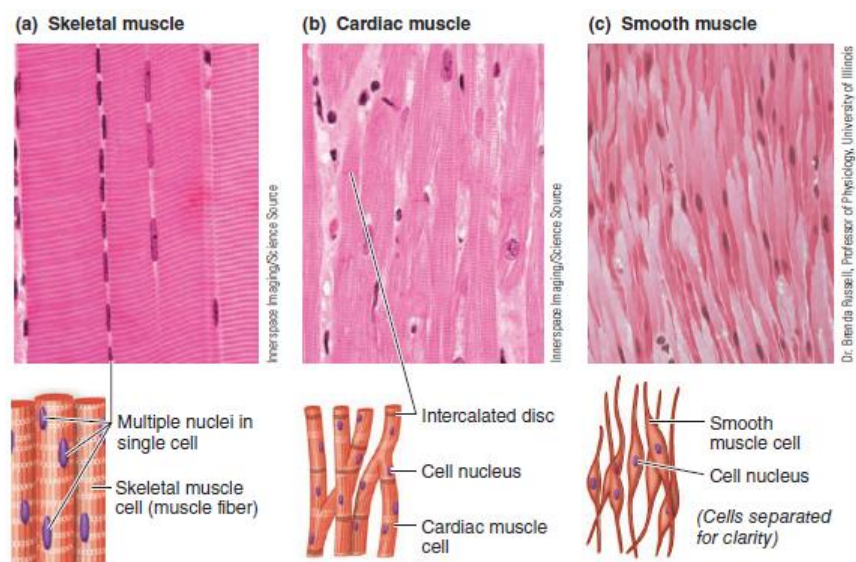 (a) Skeletal muscle
(b) Cardiac muscle
(c) Smooth muscle
Innerspace Imaging/Science Source
Innerspace Imaging/Science Source
Dr. Brenda Russell, Professor of Physiology, University of Illinois
Multiple nuclei in
single cell
Skeletal muscle
cell (muscle fiber)
Intercalated disc
Cell nucleus
Cardiac muscle
cell
Smooth
muscle cell
Cell nucleus
(Cells separated
for clarity)